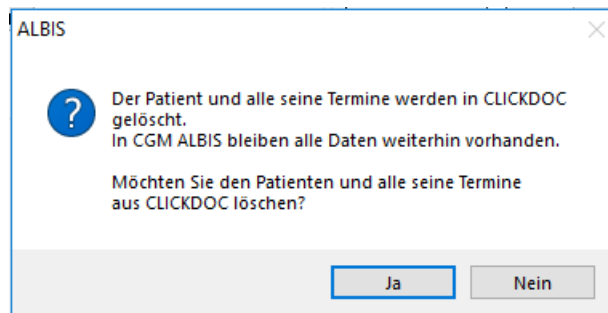 ALBIS
Der Patient und alle seine Termine werden in CLICKDOC
gelöscht.
In CGM ALBIS bleiben alle Daten weiterhin vorhanden.
Möchten Sie den Patienten und alle seine Termine
aus CLICKDOC löschen?
Ja
Nein